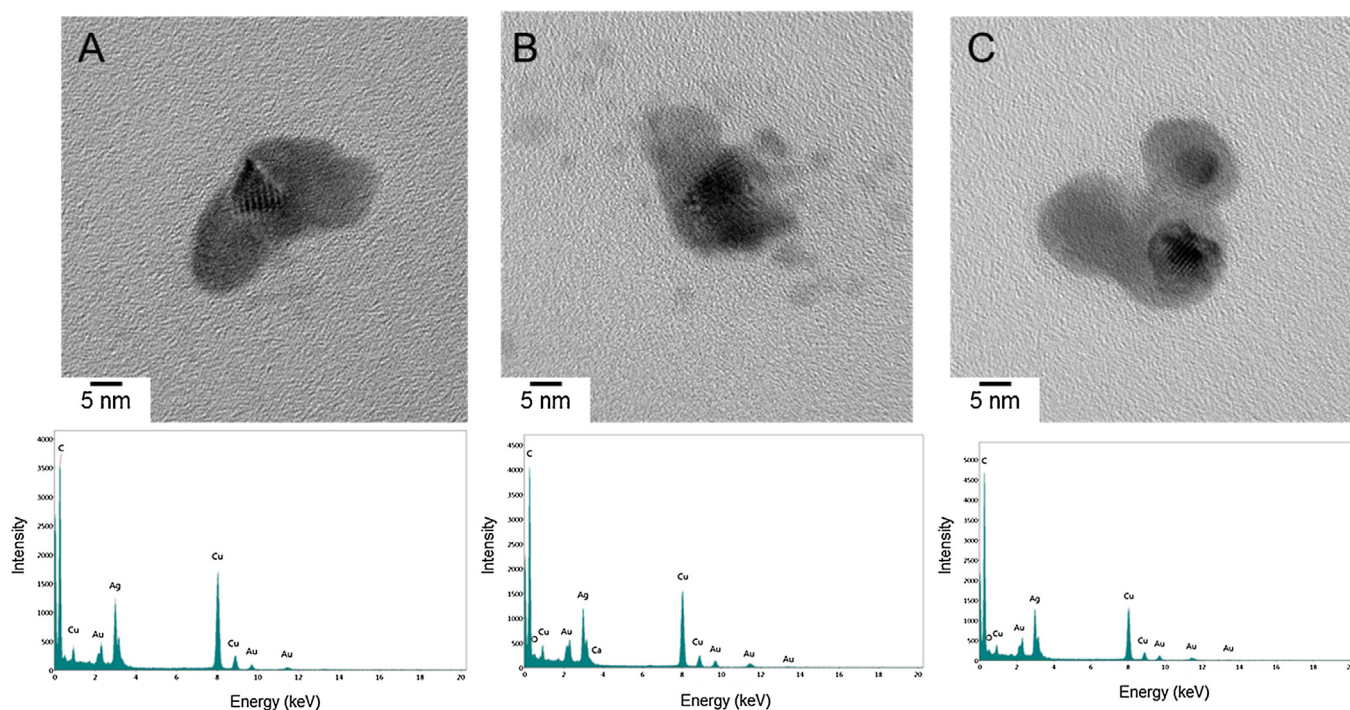 A
B
C
5 nm
5 nm
5 nm
4000
3500
3000
2500
2000
1500
1000
500
0
C
Cu
Au
Ag
Cu
Cu
Au
Au
0 2 4 6 8 10 12 14 16 18 20
Intensity
Energy (keV)
4500
4000
3500
3000
2500
2000
1500
1000
500
0
C
O
Cu
Au
Ag
Ca
Cu
Cu
Au
Au
Au
0 2 4 6 8 10 12 14 16 18 20
Intensity
Energy (keV)
5000
4500
4000
3500
3000
2500
2000
1500
1000
500
0
C
O
Cu
Au
Ag
Cu
Cu
Au
Au
Au
0 2 4 6 8 10 12 14 16 18 20
Intensity
Energy (keV)